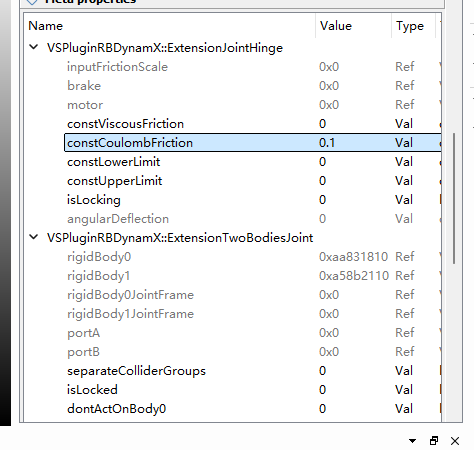 Meta properties
Name Value Type
VSPluginRBDynamX::ExtensionJointHinge
inputFrictionScale 0x0 Ref
brake 0x0 Ref
motor 0x0 Ref
constViscousFriction 0 Val
constCoulombFriction 0.1 Val
constLowerLimit 0 Val
constUpperLimit 0 Val
isLocking 0 Val
angularDeflection 0 Val
VSPluginRBDynamX::ExtensionTwoBodiesJoint
rigidBody0 0xaa831810 Ref
rigidBody1 0xa58b2110 Ref
rigidBody0JointFrame 0x0 Ref
rigidBody1JointFrame 0x0 Ref
portA 0x0 Ref
portB 0x0 Ref
separateColliderGroups 0 Val
isLocked 0 Val
dontActOnBody0 0 Val